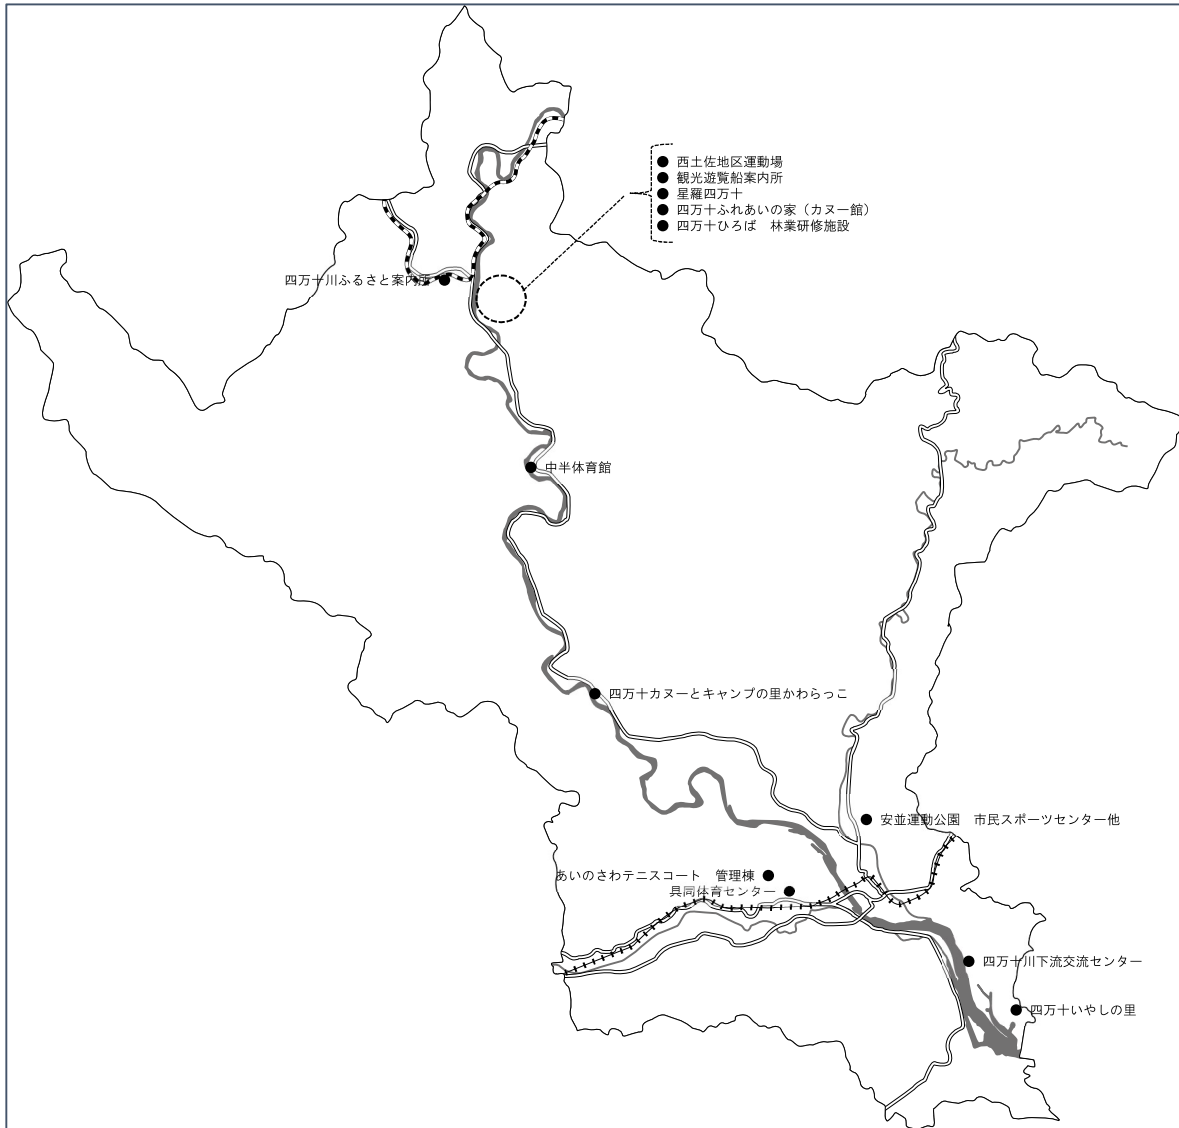 西土佐地区運動場
観光遊覧船案内所
星羅四万十
四万十ふれあいの家（カヌー館）
四万十ひろば　林業研修施設
四万十川ふるさと案内所
中半体育館
四万十カヌーとキャンプの里かわらっこ
安並運動公園　市民スポーツセンター他
あいのさわテニスコート　管理棟
具同体育センター
四万十川下流交流センター
四万十いやしの里